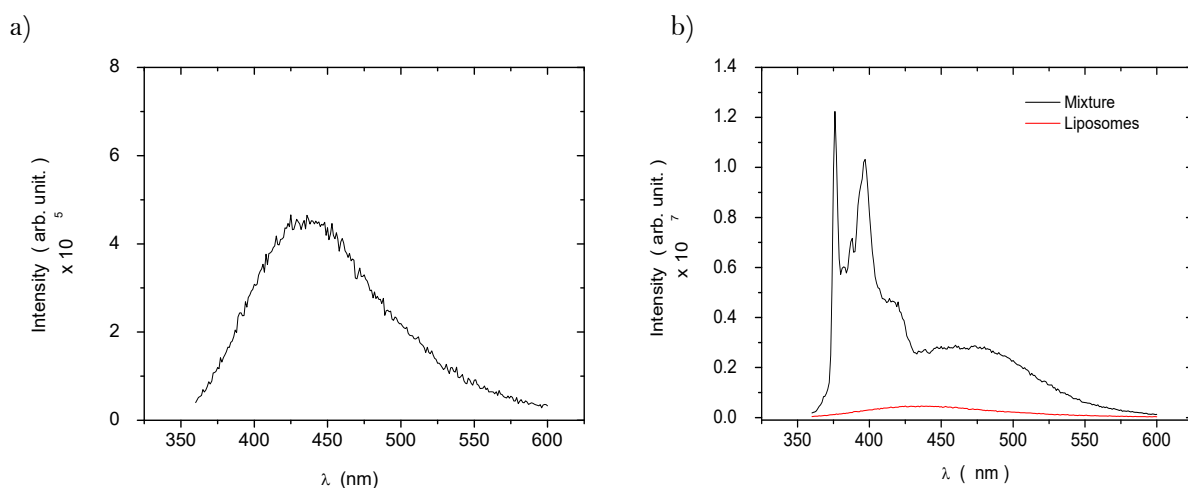 a)
8
6
4
2
0
Intensity ( arb. unit. )
x 10 5
350 400 450 500 550 600
λ (nm)
b)
1.4
1.2
1.0
0.8
0.6
0.4
0.2
0.0
Intensity ( arb. unit. )
x 10 7
Mixture
Liposomes
350 400 450 500 550 600
λ ( nm )